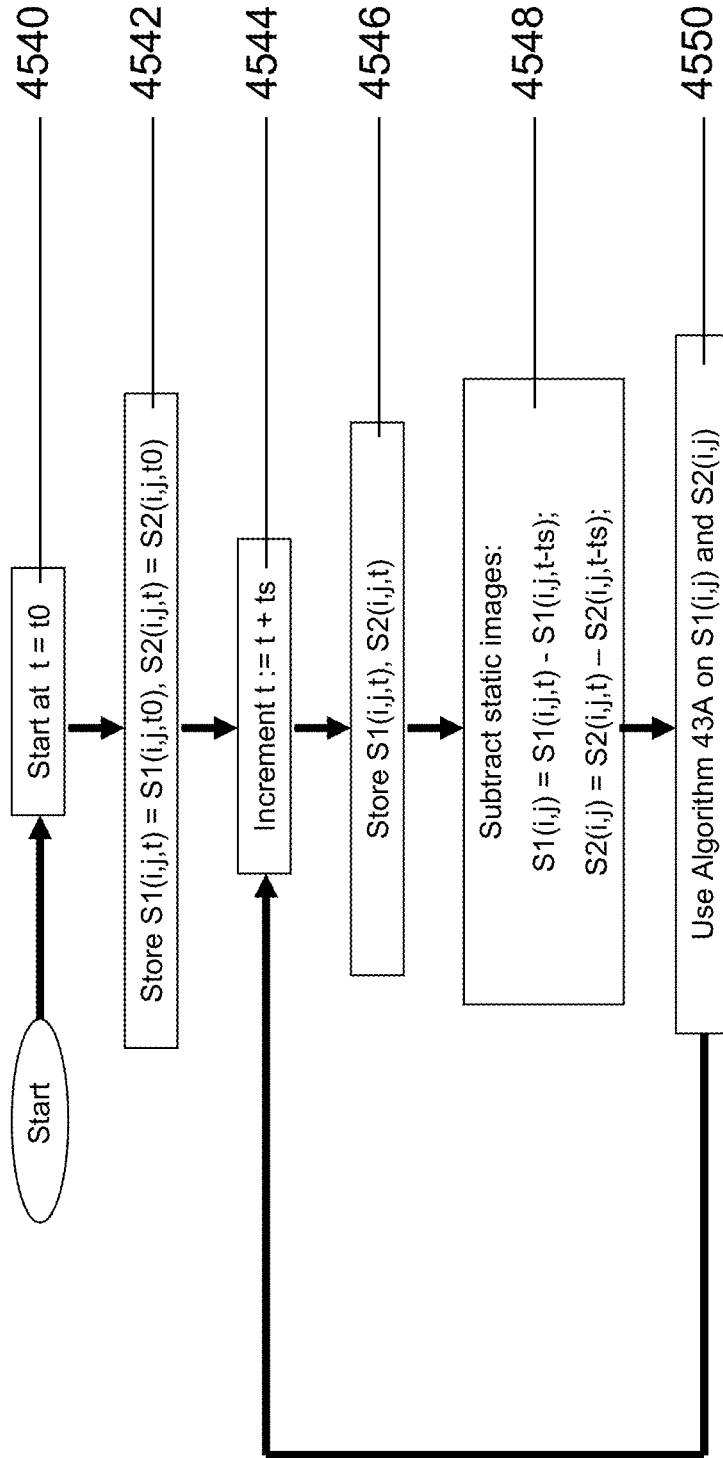 Start
Start at t = t0
4540
Store S1(i,j,t) = S1(i,j,t0), S2(i,j,t) = S2(i,j,t0)
4542
Increment t := t + ts
4544
Store S1(i,j,t), S2(i,j,t)
4546
Subtract static images:
S1(i,j) = S1(i,j,t) - S1(i,j,t-ts);
S2(i,j) = S2(i,j,t) – S2(i,j,t-ts);
4548
Use Algorithm 43A on S1(i,j) and S2(i,j)
4550